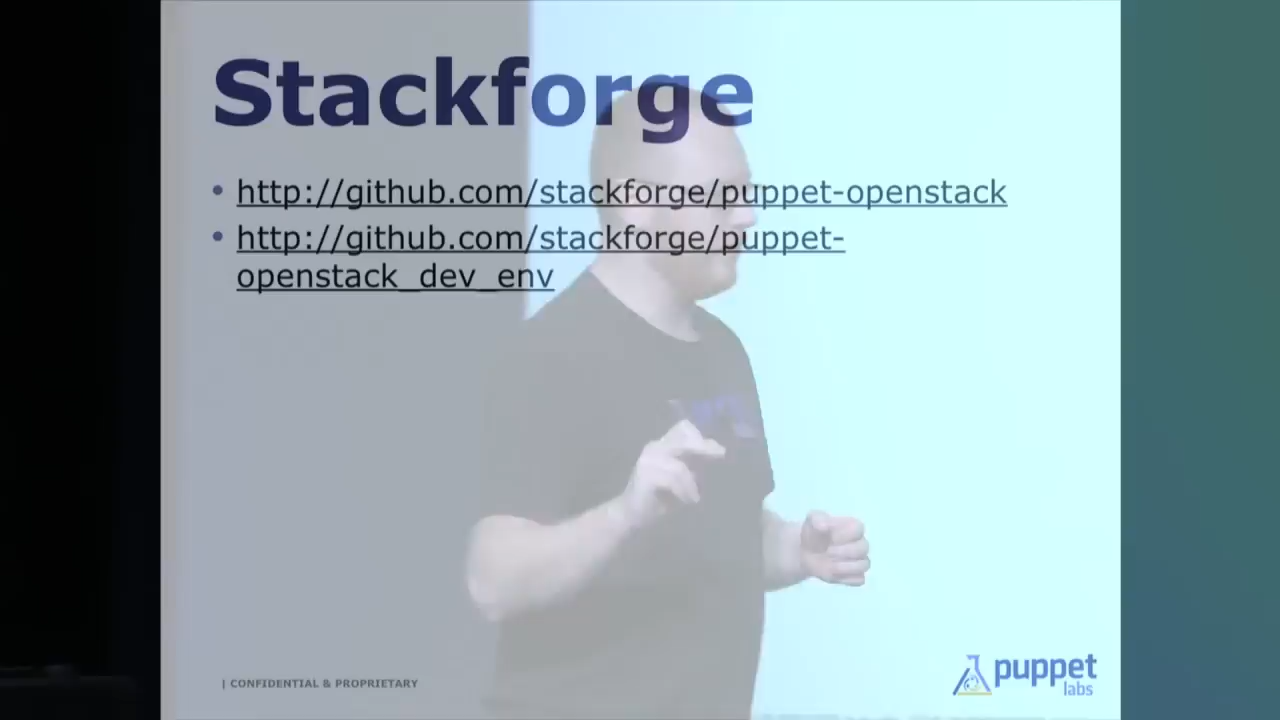 Stackforge
• http://github.com/stackforge/puppet-openstack
• http://github.com/stackforge/puppet-
openstack_dev_env
| CONFIDENTIAL & PROPRIETARY
puppet
labs